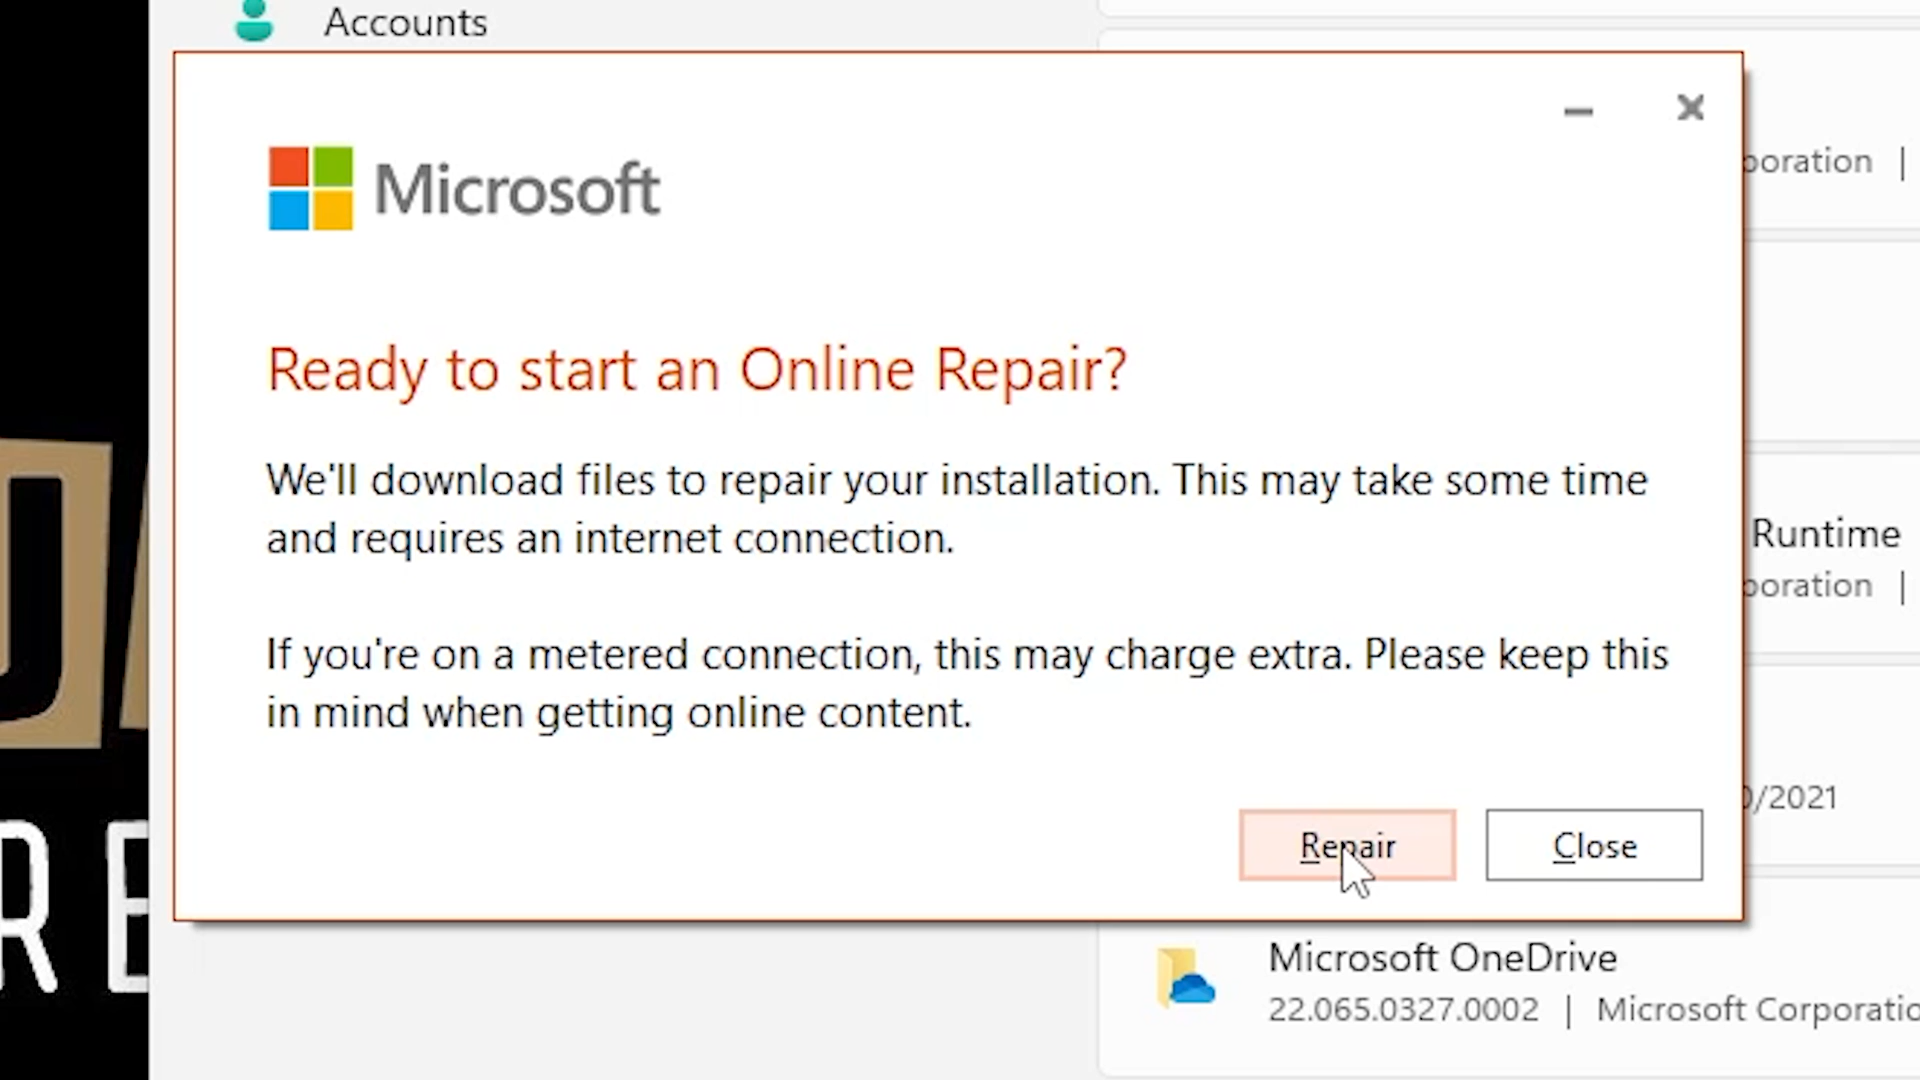 Accounts
Microsoft
Ready to start an Online Repair?
We'll download files to repair your installation. This may take some time
and requires an internet connection.
If you're on a metered connection, this may charge extra. Please keep this
in mind when getting online content.
Repair
Close
|
Runtime
|
/2021
Microsoft OneDrive
22.065.0327.0002 | Microsoft